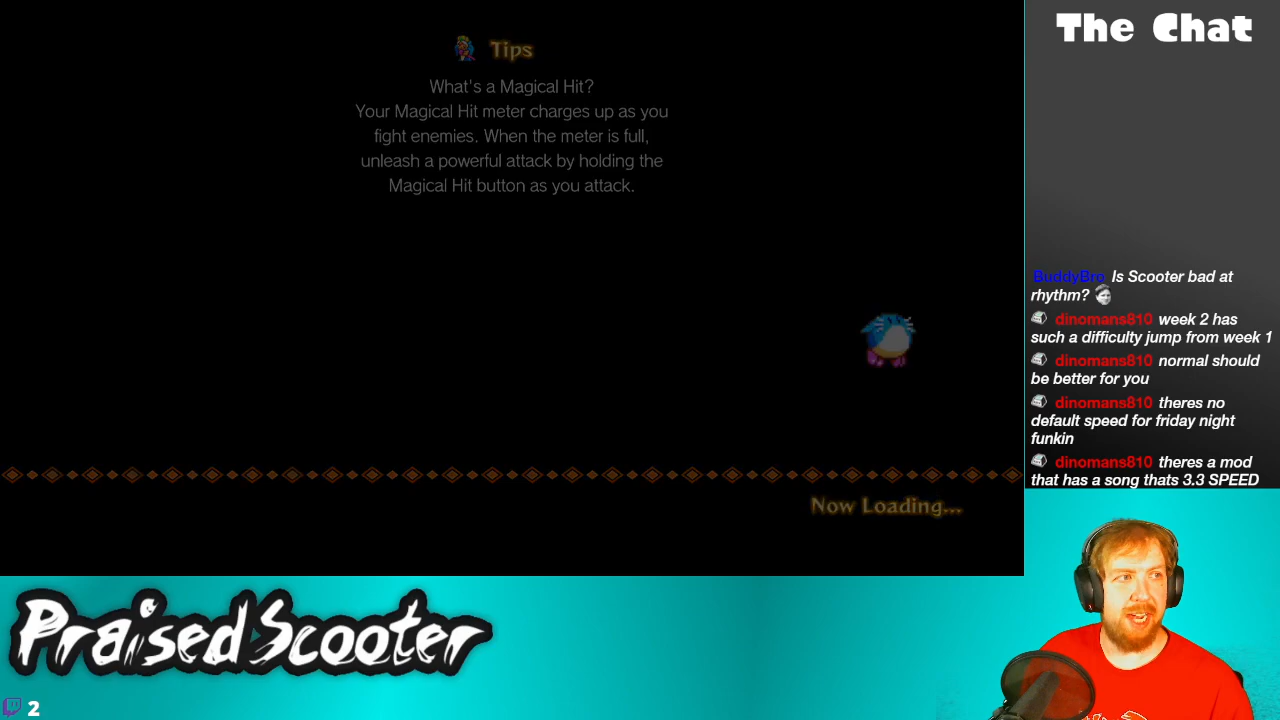 Tips
What's a Magical Hit?
Your Magical Hit meter charges up as you
fight enemies. When the meter is full,
unleash a powerful attack by holding the
Magical Hit button as you attack.
Now Loading...
The Chat
BuddyBro Is Scooter bad at
rhythm?
dinomans810 week 2 has
such a difficulty jump from week 1
dinomans810 normal should
be better for you
dinomans810 theres no
default speed for friday night
funkin
dinomans810 theres a mod
that has a song thats 3.3 SPEED
PraisedScooter
2